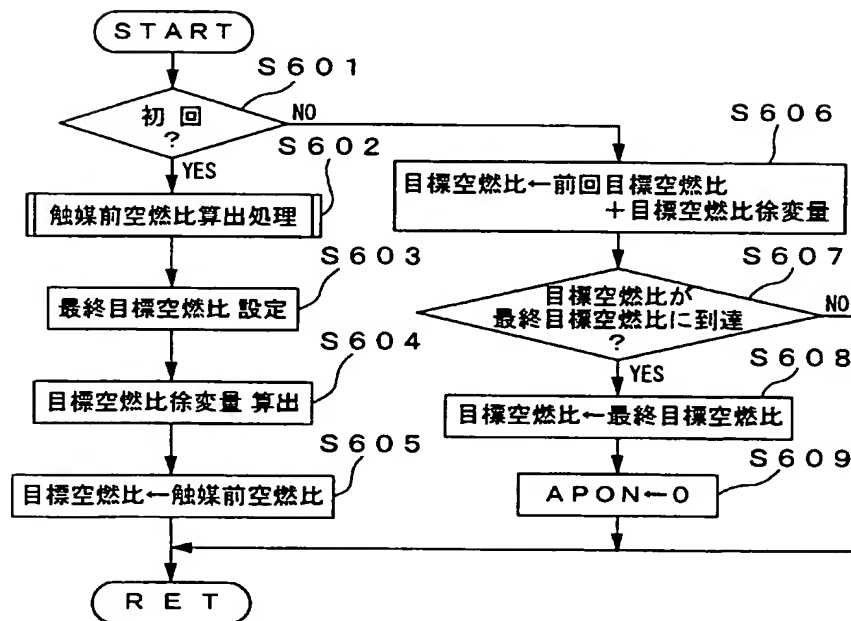 START
S601
初回
?
NO
YES
S602
触媒前空燃比算出処理
S603
最終目標空燃比 設定
S604
目標空燃比徐変量 算出
S605
目標空燃比←触媒前空燃比
S606
目標空燃比←前回目標空燃比
+目標空燃比徐変量
S607
目標空燃比が
最終目標空燃比に到達
?
NO
YES
S608
目標空燃比←最終目標空燃比
S609
APON←0
RET